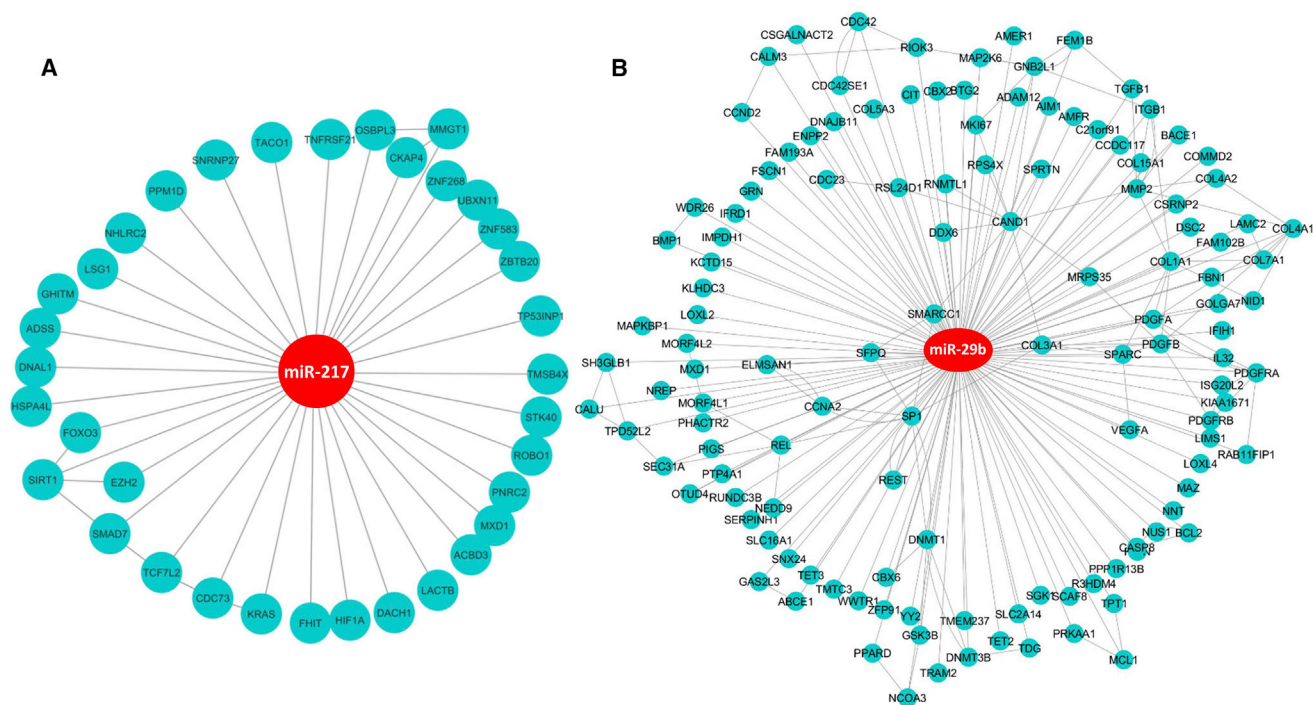 A
TNFRSF21
OSBPL3
MMGT1
TACO1
CKAP4
SNRNP27
ZNF268
PPM1D
UBXN11
ZNF583
NHLRC2
ZBTB20
LSG1
GHITM
TP53INP1
ADSS
DNAL1
miR-217
TMSB4X
HSPA4L
STK40
FOXO3
ROBO1
SIRT1
EZH2
PNRC2
SMAD7
MXD1
ACBD3
TCF7L2
LACTB
CDC73
KRAS
DACH1
HIF1A
FHIT
B
CDC42
CSGALNACT2
AMER1
FEM1B
RIOK3
CALM3
MAP2K6
GNB2L1
CDC42SE1
TGFB1
CIT
CBX2
BTG2
ADAM12
CCND2
COL5A3
AIM1
ITGB1
DNAJB11
AMFR
MKI67
C21orf91
BACE1
ENPP2
CCDC117
FAM193A
COL15A1
COMMD2
RPS4X
SPRTN
FSCN1
CDC23
RNMTL1
COL4A2
GRN
RSL24D1
MMP2
CSRNP2
WDR26
IFRD1
CAND1
DSC2
LAMC2
COL4A1
BMP1
IMPDH1
DDX6
FAM102B
KCTD15
COL1A1
COL7A1
MRPS35
FBN1
KLHDC3
GOLGA7
NID1
LOXL2
SMARCC1
PDGFA
MAPKBP1
IFIH1
MORF4L2
SFPQ
miR-29b
COL3A1
SPARC
PDGFB
IL32
SH3GLB1
MXD1
ELMSAN1
PDGFRA
NREP
ISG20L2
CALU
MORF4L1
CCNA2
KIAA1671
PHACTR2
SP1
PDGFRB
TPD52L2
VEGFA
LIMS1
PIGS
REL
RAB11FIP1
SEC31A
LOXL4
PTP4A1
REST
OTUD4
RUNDC3B
MAZ
NEDD9
SERPINH1
NNT
SLC16A1
DNMT1
NUS1
BCL2
CASP8
SNX24
PPP1R13B
GAS2L3
TET3
CBX6
R3HDM4
ABCE1
TMTC3
SGK1
SCAF8
WWTR1
TPT1
ZFP91
SLC2A14
YY2
TMEM237
GSK3B
PRKAA1
TET2
TDG
PPARD
DNMT3B
MCL1
TRAM2
NCOA3